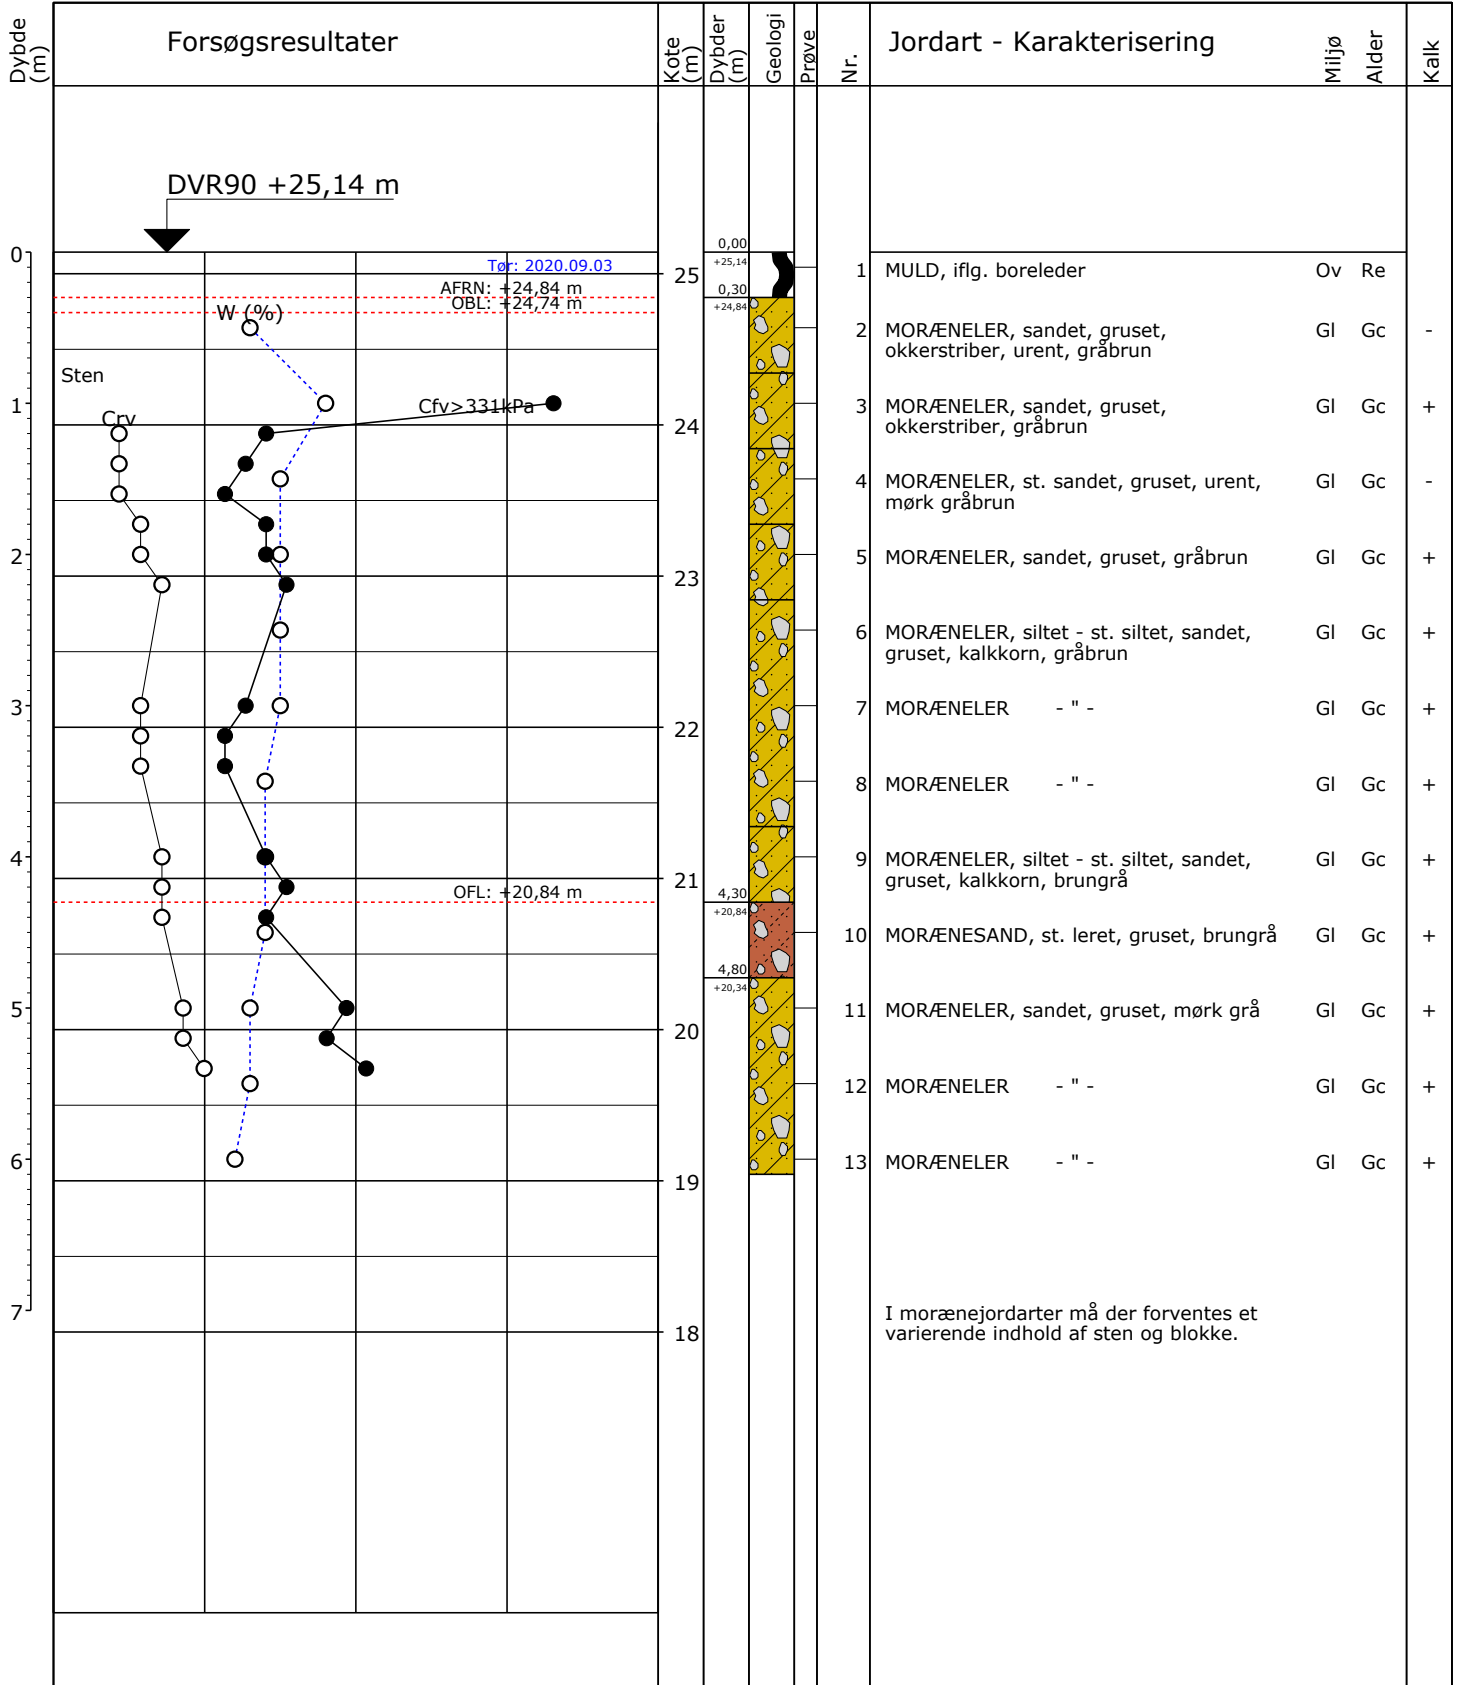 Dybde (m)
Forsøgsresultater
Kote (m)
Dybder (m)
Geologi
Prøve
Nr.
Jordart - Karakterisering
Miljø
Alder
Kalk
DVR90 +25,14 m
0
Tør: 2020.09.03
AFRN: +24,84 m
OBL: +24,74 m
W (%)
Sten
1
Cfv>331kPa
Crv
2
3
4
OFL: +20,84 m
5
6
7
25
24
23
22
21
20
19
18
0,00
+25,14
0,30
+24,84
4,30
+20,84
4,80
+20,34
1 MULD, iflg. boreleder Ov Re
2 MORÆNELER, sandet, gruset, Gl Gc -
okkerstriber, urent, gråbrun
3 MORÆNELER, sandet, gruset, Gl Gc +
okkerstriber, gråbrun
4 MORÆNELER, st. sandet, gruset, urent, Gl Gc -
mørk gråbrun
5 MORÆNELER, sandet, gruset, gråbrun Gl Gc +
6 MORÆNELER, siltet - st. siltet, sandet, Gl Gc +
gruset, kalkkorn, gråbrun
7 MORÆNELER - " - Gl Gc +
8 MORÆNELER - " - Gl Gc +
9 MORÆNELER, siltet - st. siltet, sandet, Gl Gc +
gruset, kalkkorn, brungrå
10 MORÆNESAND, st. leret, gruset, brungrå Gl Gc +
11 MORÆNELER, sandet, gruset, mørk grå Gl Gc +
12 MORÆNELER - " - Gl Gc +
13 MORÆNELER - " - Gl Gc +
I morænejordarter må der forventes et
varierende indhold af sten og blokke.